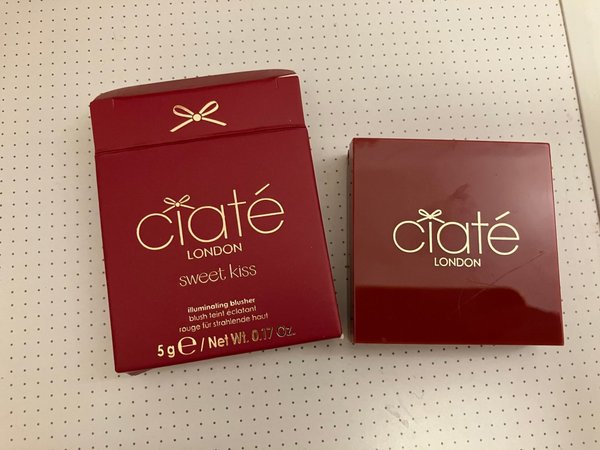 ciaté
LONDON
sweet kiss
illuminating blusher
blush teint éclatant
rouge für strahlende haut
5 g ℮ / Net Wt. 0.17 Oz.
ciaté
LONDON